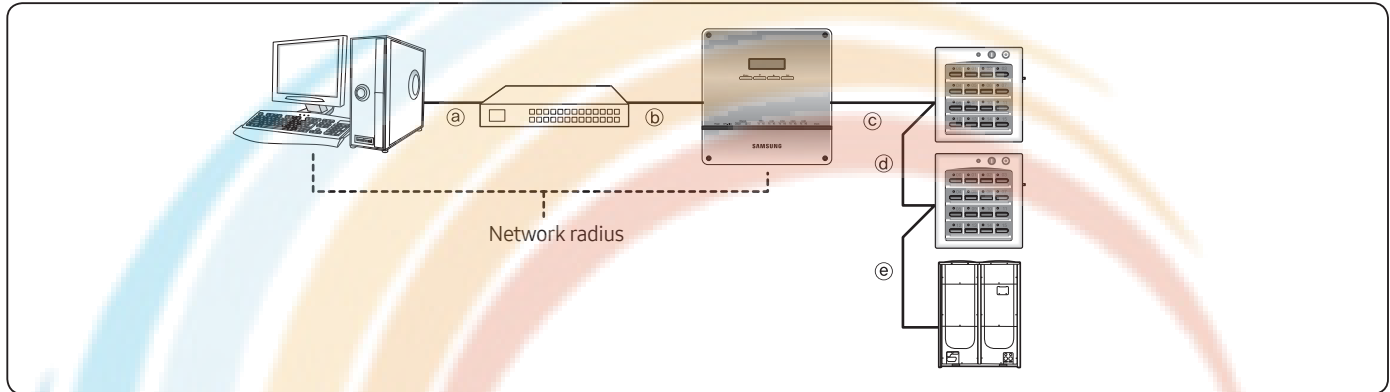 ⓐ
ⓑ
SAMSUNG
ⓒ
ⓓ
Network radius
ⓔ